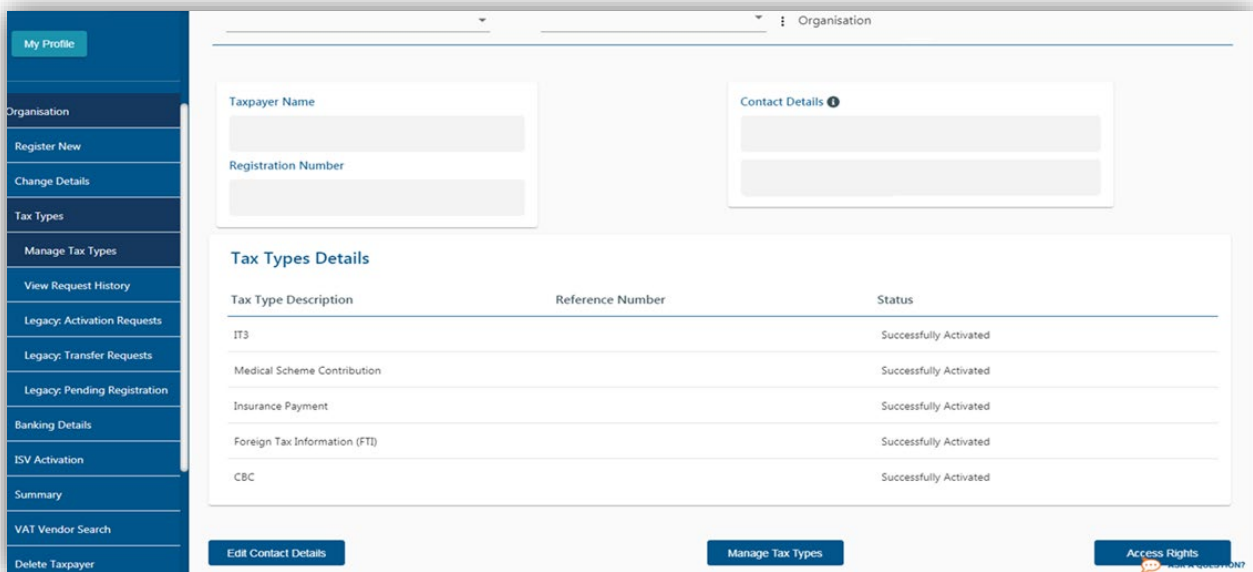 Organisation
My Profile
Organisation
Register New
Change Details
Tax Types
Manage Tax Types
View Request History
Legacy: Activation Requests
Legacy: Transfer Requests
Legacy: Pending Registration
Banking Details
ISV Activation
Summary
VAT Vendor Search
Delete Taxpayer
Taxpayer Name
Registration Number
Contact Details
Tax Types Details
Tax Type Description Reference Number Status
IT3 Successfully Activated
Medical Scheme Contribution Successfully Activated
Insurance Payment Successfully Activated
Foreign Tax Information (FTI) Successfully Activated
CBC Successfully Activated
Edit Contact Details Manage Tax Types Access Rights
ASK A QUESTION?